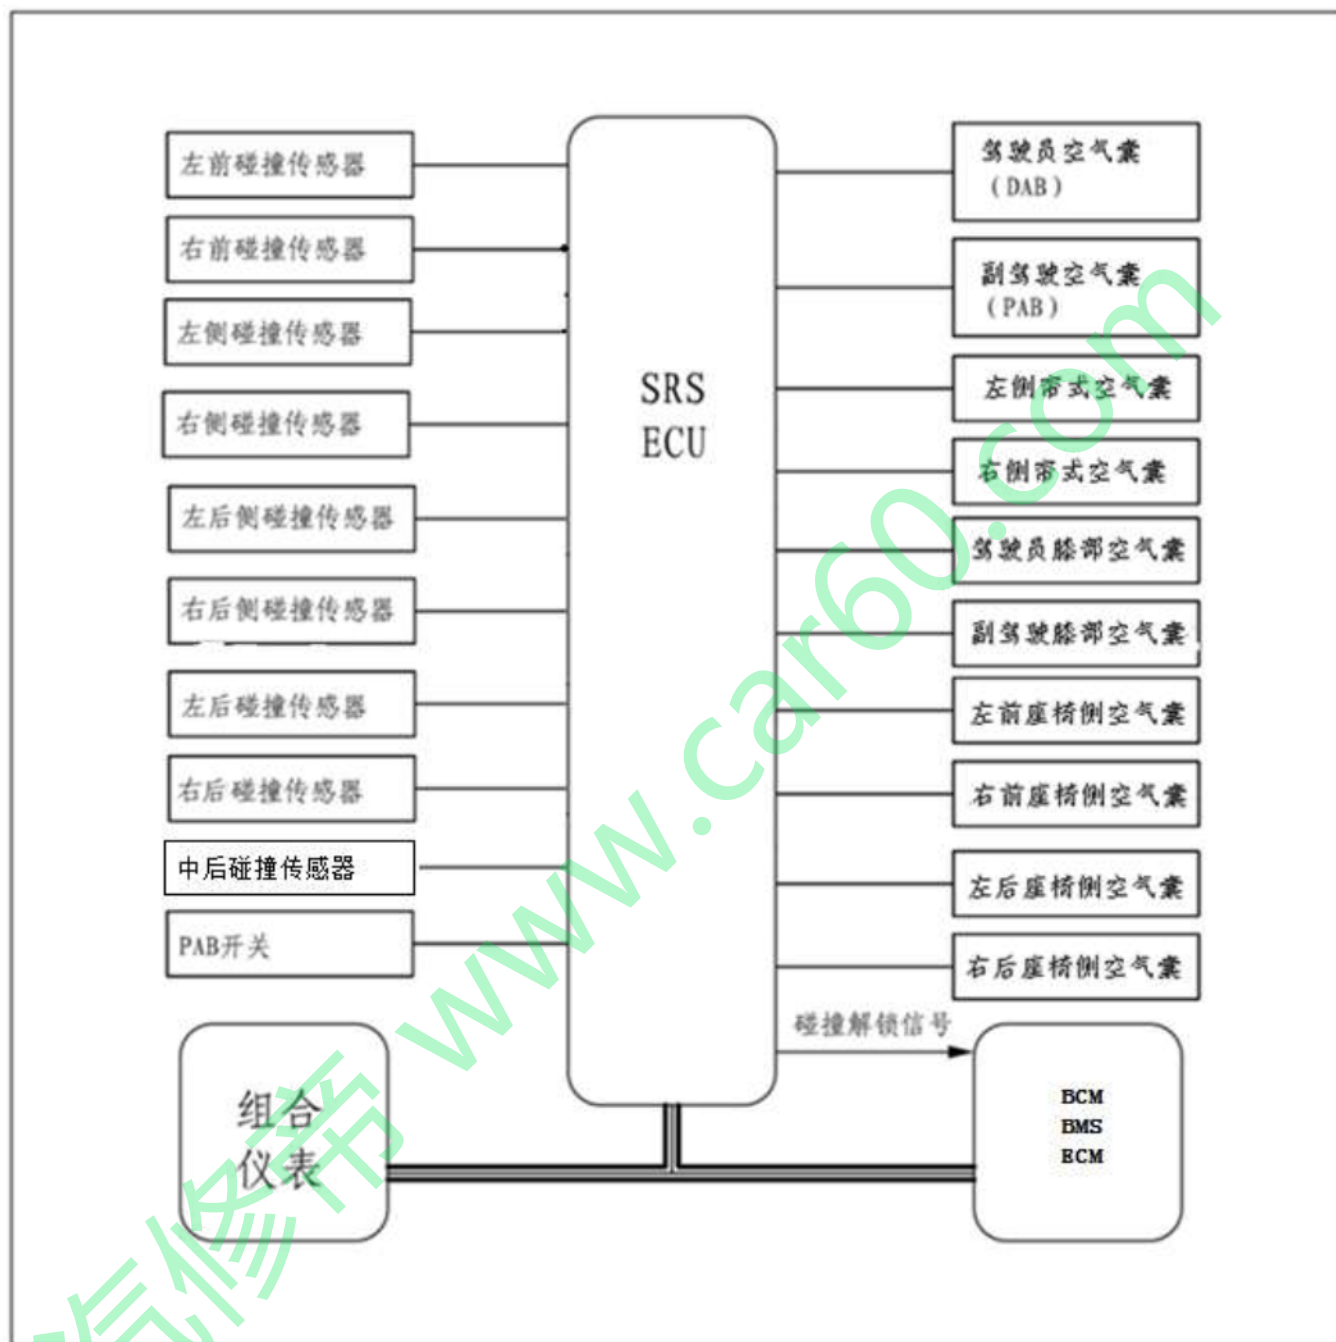 左前碰撞传感器
右前碰撞传感器
左侧碰撞传感器
右侧碰撞传感器
左后侧碰撞传感器
右后侧碰撞传感器
左后碰撞传感器
右后碰撞传感器
中后碰撞传感器
PAB开关
组合
仪表
SRS
ECU
驾驶员空气囊
(DAB)
副驾驶空气囊
(PAB)
左侧帘式空气囊
右侧帘式空气囊
驾驶员膝部空气囊
副驾驶膝部空气囊
左前座椅侧空气囊
右前座椅侧空气囊
左后座椅侧空气囊
右后座椅侧空气囊
碰撞解锁信号
BCM
BMS
ECM
汽修帝 www.car60.com